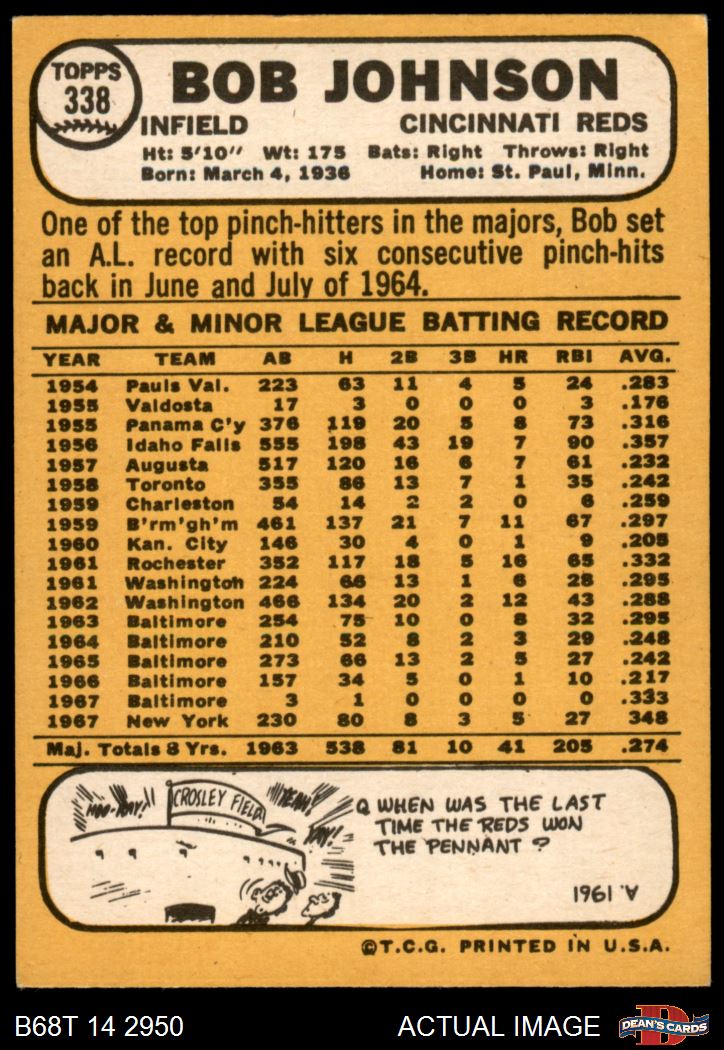 TOPPS
338
BOB JOHNSON
INFIELD CINCINNATI REDS
Ht: 5'10" Wt: 175 Bats: Right Throws: Right
Born: March 4, 1936 Home: St. Paul, Minn.
One of the top pinch-hitters in the majors, Bob set
an A.L. record with six consecutive pinch-hits
back in June and July of 1964.
MAJOR & MINOR LEAGUE BATTING RECORD
YEAR TEAM AB H 2B 3B HR RBI AVG.
1954 Pauls Val. 223 63 11 4 5 24 .283
1955 Valdosta 17 3 0 0 0 3 .176
1955 Panama C'y 376 119 20 5 8 73 .316
1956 Idaho Falls 555 198 43 19 7 90 .357
1957 Augusta 517 120 16 6 7 61 .232
1958 Toronto 355 86 13 7 1 35 .242
1959 Charleston 54 14 2 2 0 6 .259
1959 B'rm'gh'm 461 137 21 7 11 67 .297
1960 Kan. City 146 30 4 0 1 9 .205
1961 Rochester 352 117 18 5 16 65 .332
1961 Washington 224 66 13 1 6 28 .295
1962 Washington 466 134 20 2 12 43 .288
1963 Baltimore 254 75 10 0 8 32 .295
1964 Baltimore 210 52 8 2 3 29 .248
1965 Baltimore 273 66 13 2 5 27 .242
1966 Baltimore 157 34 5 0 1 10 .217
1967 Baltimore 3 1 0 0 0 0 .333
1967 New York 230 80 8 3 5 27 348
Maj. Totals 8 Yrs. 1963 538 81 10 41 205 .274
HOO-RAY!
CROSLEY FIELD
YEAH!
YAY!
Q WHEN WAS THE LAST
TIME THE REDS WON
THE PENNANT ?
A. 1961
©T.C.G. PRINTED IN U.S.A.
B68T 14 2950 ACTUAL IMAGE
D
DEAN'S CARDS